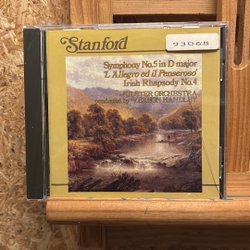 Stanford
93068
Symphony No.5 in D major
'L'Allegro ed il Penseroso'
Irish Rhapsody No.4
ULSTER ORCHESTRA
conducted by VERNON HANDLEY